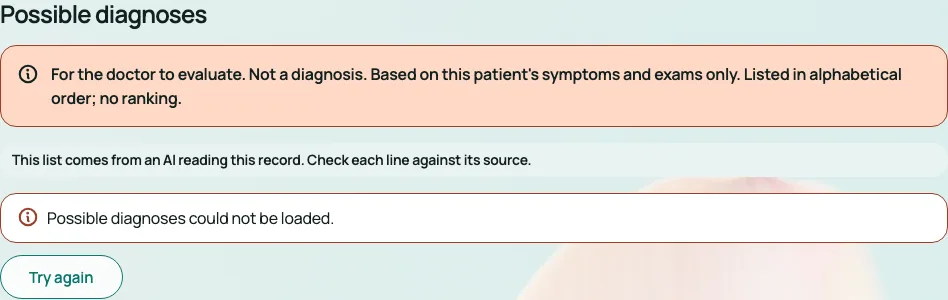 Possible diagnoses
For the doctor to evaluate. Not a diagnosis. Based on this patient's symptoms and exams only. Listed in alphabetical
order; no ranking.
This list comes from an AI reading this record. Check each line against its source.
Possible diagnoses could not be loaded.
Try again